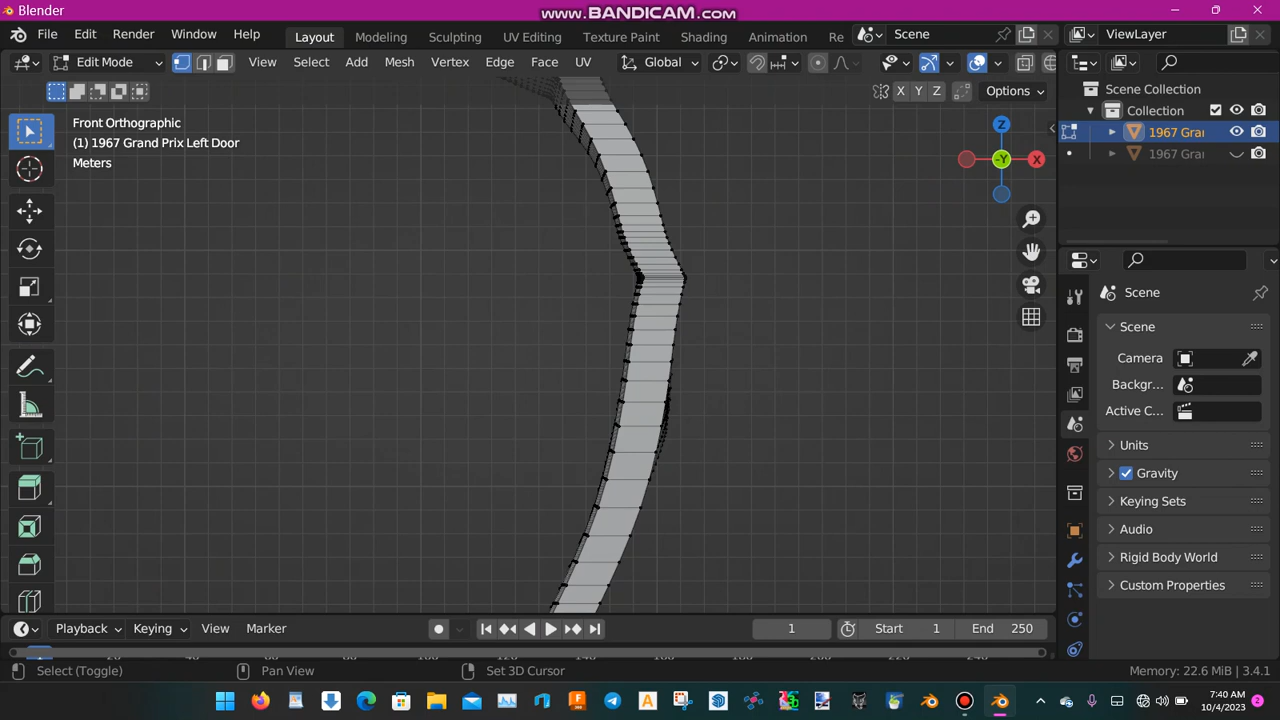 Blender
www.BANDICAM.com
File Edit Render Window Help Layout Modeling Sculpting UV Editing Texture Paint Shading Animation Re Scene ViewLayer
Edit Mode View Select Add Mesh Vertex Edge Face UV Global
X Y Z Options
Scene Collection
Collection
1967 Gra
1967 Gra
Front Orthographic
(1) 1967 Grand Prix Left Door
Meters
Z
-Y X
Scene
Scene
Camera
Backgr...
Active C...
Units
Gravity
Keying Sets
Audio
Rigid Body World
Custom Properties
Playback Keying View Marker 1 Start 1 End 250
Select (Toggle) Pan View Set 3D Cursor Memory: 22.6 MiB | 3.4.1
7:40 AM
10/4/2023 2